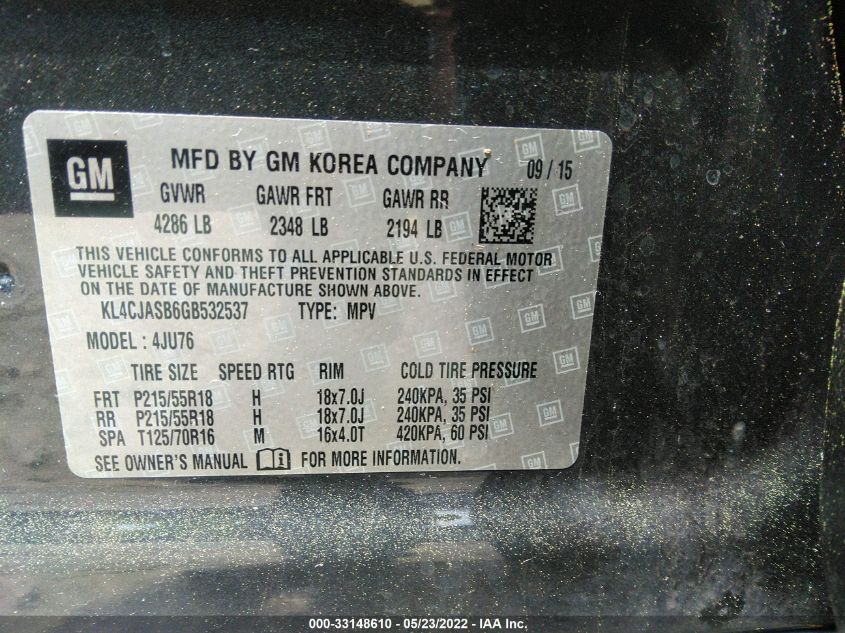 GM MFD BY GM KOREA COMPANY 09 / 15
GVWR GAWR FRT GAWR RR
4286 LB 2348 LB 2194 LB
THIS VEHICLE CONFORMS TO ALL APPLICABLE U.S. FEDERAL MOTOR
VEHICLE SAFETY AND THEFT PREVENTION STANDARDS IN EFFECT
ON THE DATE OF MANUFACTURE SHOWN ABOVE.
KL4CJASB6GB532537 TYPE: MPV
MODEL : 4JU76
TIRE SIZE SPEED RTG RIM COLD TIRE PRESSURE
FRT P215/55R18 H 18x7.0J 240KPA, 35 PSI
RR P215/55R18 H 18x7.0J 240KPA, 35 PSI
SPA T125/70R16 M 16x4.0T 420KPA, 60 PSI
SEE OWNER'S MANUAL FOR MORE INFORMATION.
000-33148610 - 05/23/2022 - IAA Inc.